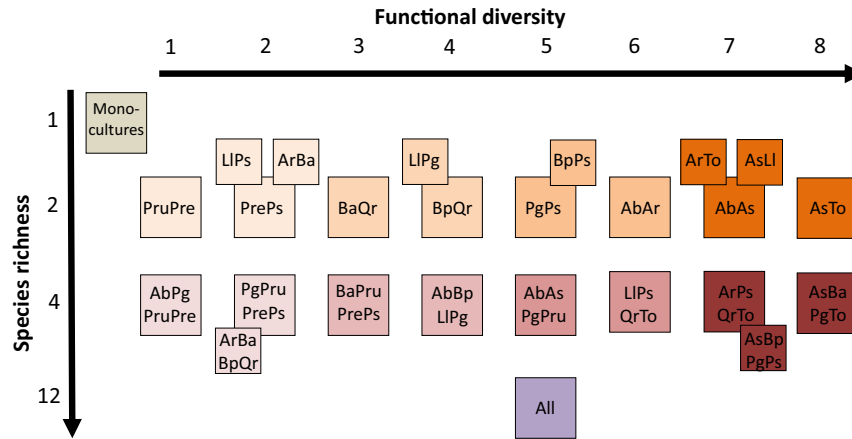 Functional diversity
1 2 3 4 5 6 7 8
Species richness
1
Mono-
cultures
LlPs ArBa LlPg BpPs ArTo AsLl
2
PruPre PrePs BaQr BpQr PgPs AbAr AbAs AsTo
4
AbPg PgPru BaPru AbBp AbAs LlPs ArPs AsBa
PruPre PrePs PrePs LlPg PgPru QrTo QrTo PgTo
ArBa AsBp
BpQr PgPs
12
All